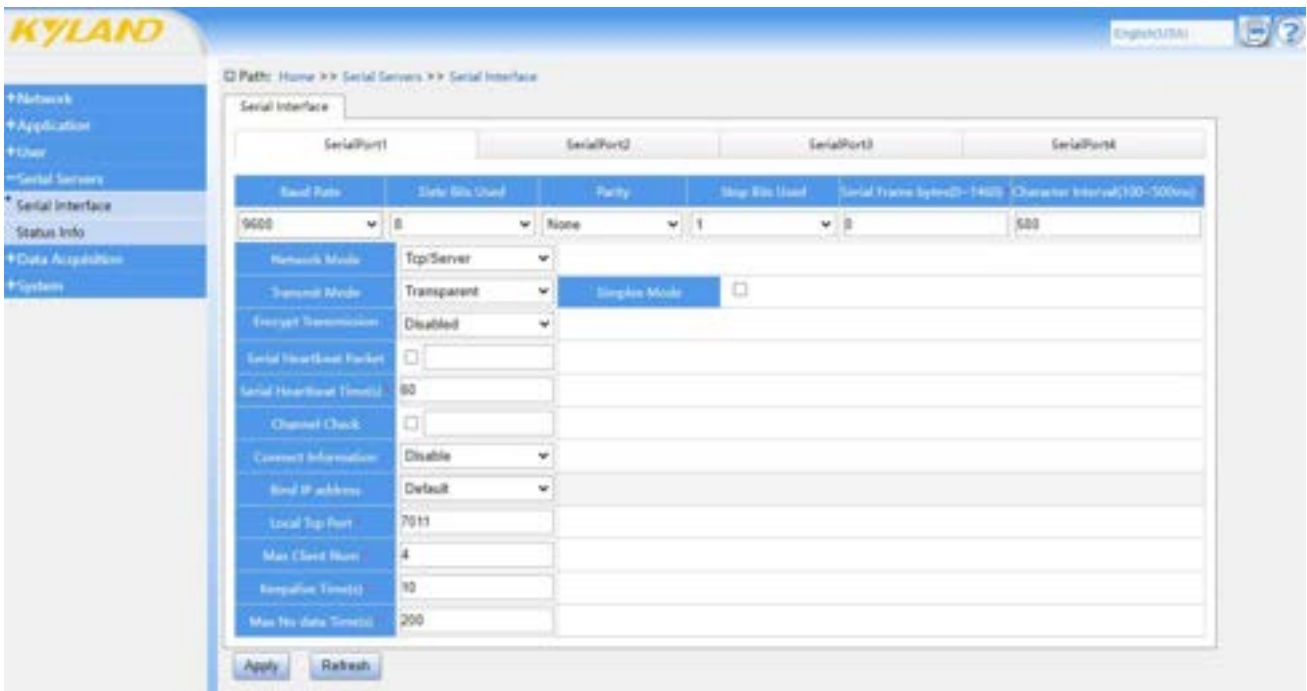 KYLAND
English(USA)
?
Path: Home >> Serial Servers >> Serial Interface
+Network
+Application
+User
−Serial Servers
Serial Interface
Status Info
+Data Acquisition
+System
Serial Interface
SerialPort1 SerialPort2 SerialPort3 SerialPort4
Baud Rate Data Bits Used Parity Stop Bits Used Serial Frame bytes(0~1460) Character Interval(100~500ms)
9600 8 None 1 0
Network Mode Tcp/Server
Transmit Mode Transparent Simplex Mode
Encrypt Transmission Disabled
Serial Heartbeat Packet
Serial Heartbeat Time(s) 60
Channel Check
Connect Information Disable
Bind IP address Default
Local Tcp Port 7011
Max Client Num 4
Keepalive Time(s) 10
Max No data Time(s) 200
Apply Refresh